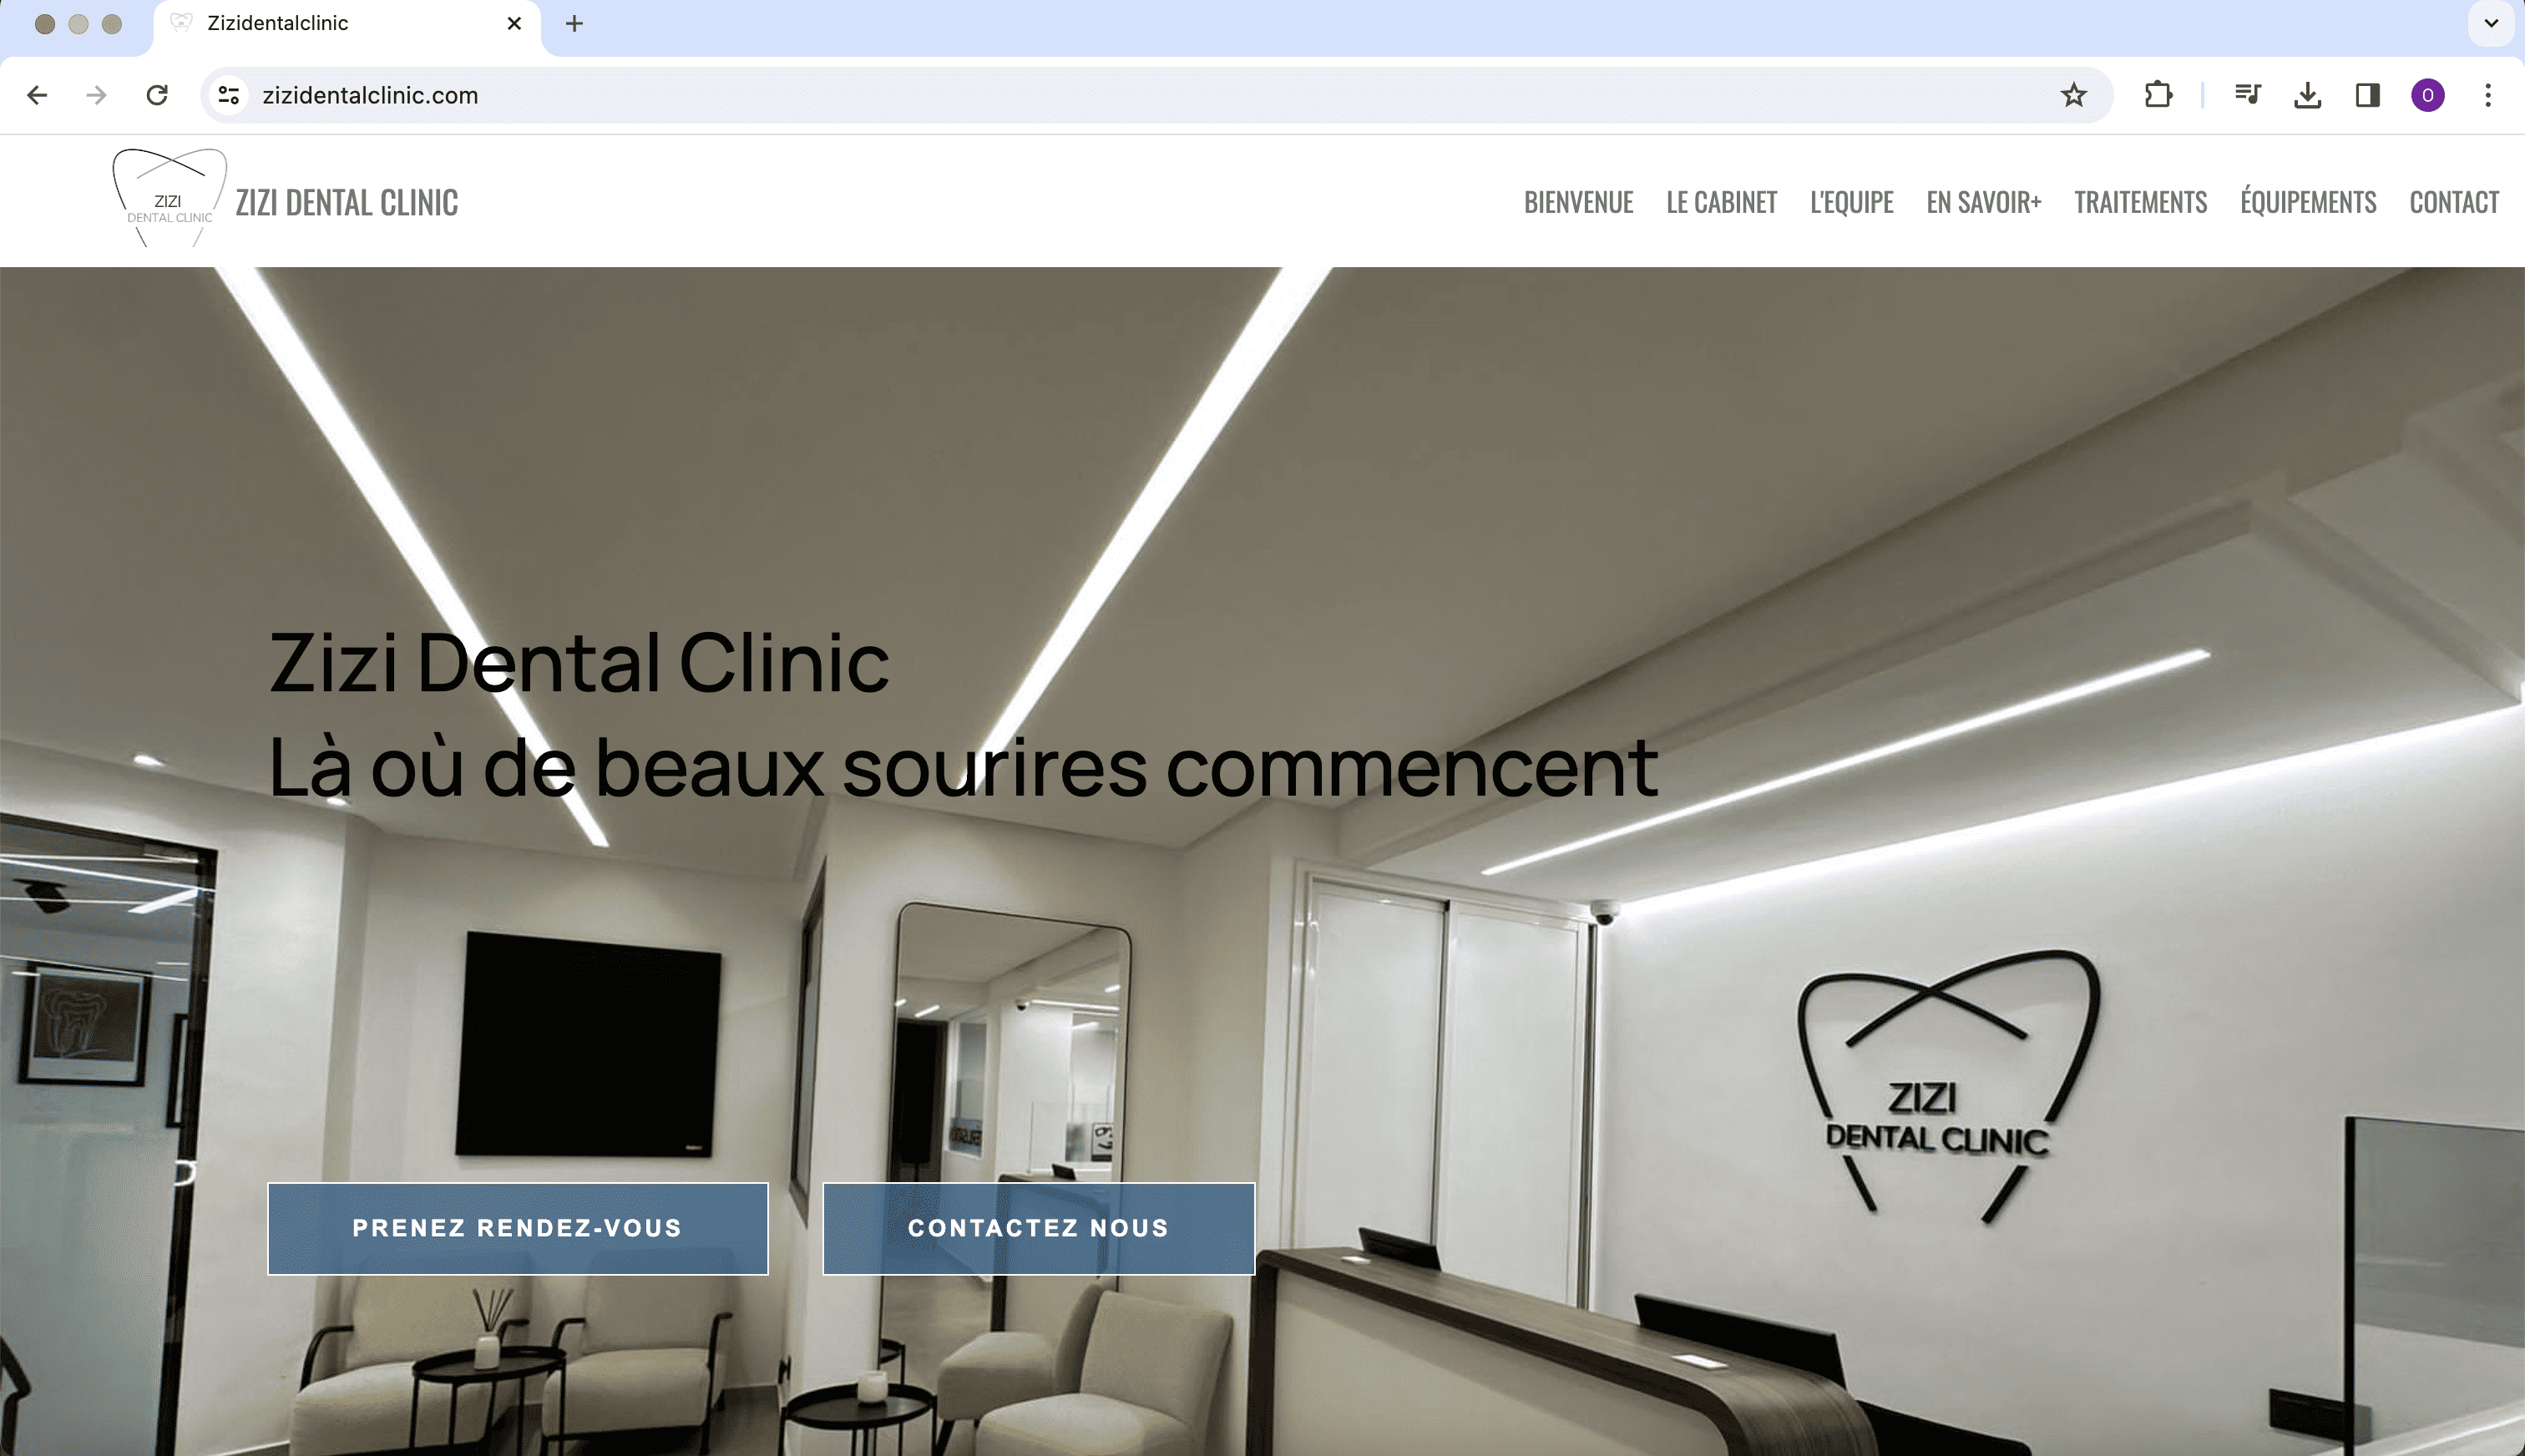 Zizidentalclinic
zizidentalclinic.com
O
ZIZI
DENTAL CLINIC
ZIZI DENTAL CLINIC
BIENVENUE LE CABINET L'EQUIPE EN SAVOIR+ TRAITEMENTS ÉQUIPEMENTS CONTACT
Zizi Dental Clinic
Là où de beaux sourires commencent
ZIZI
DENTAL CLINIC
PRENEZ RENDEZ-VOUS CONTACTEZ NOUS